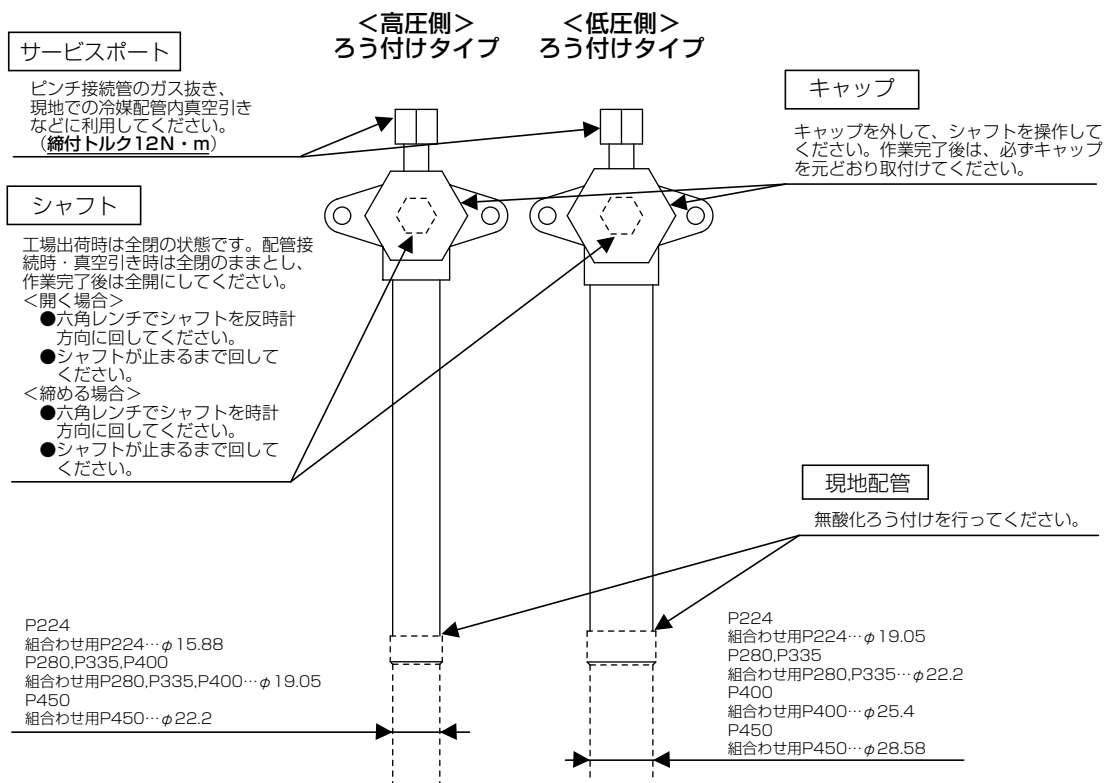 ＜高圧側＞
ろう付けタイプ
＜低圧側＞
ろう付けタイプ
サービスポート
ピンチ接続管のガス抜き、
現地での冷媒配管内真空引き
などに利用してください。
（締付トルク12N・m）
キャップ
キャップを外して、シャフトを操作して
ください。作業完了後は、必ずキャップ
を元どおり取付けてください。
シャフト
工場出荷時は全閉の状態です。配管接
続時・真空引き時は全閉のままとし、
作業完了後は全開にしてください。
＜開く場合＞
●六角レンチでシャフトを反時計
方向に回してください。
●シャフトが止まるまで回して
ください。
＜締める場合＞
●六角レンチでシャフトを時計
方向に回してください。
●シャフトが止まるまで回して
ください。
現地配管
無酸化ろう付けを行ってください。
P224
組合わせ用P224…φ15.88
P280,P335,P400
組合わせ用P280,P335,P400…φ19.05
P450
組合わせ用P450…φ22.2
P224
組合わせ用P224…φ19.05
P280,P335
組合わせ用P280,P335…φ22.2
P400
組合わせ用P400…φ25.4
P450
組合わせ用P450…φ28.58